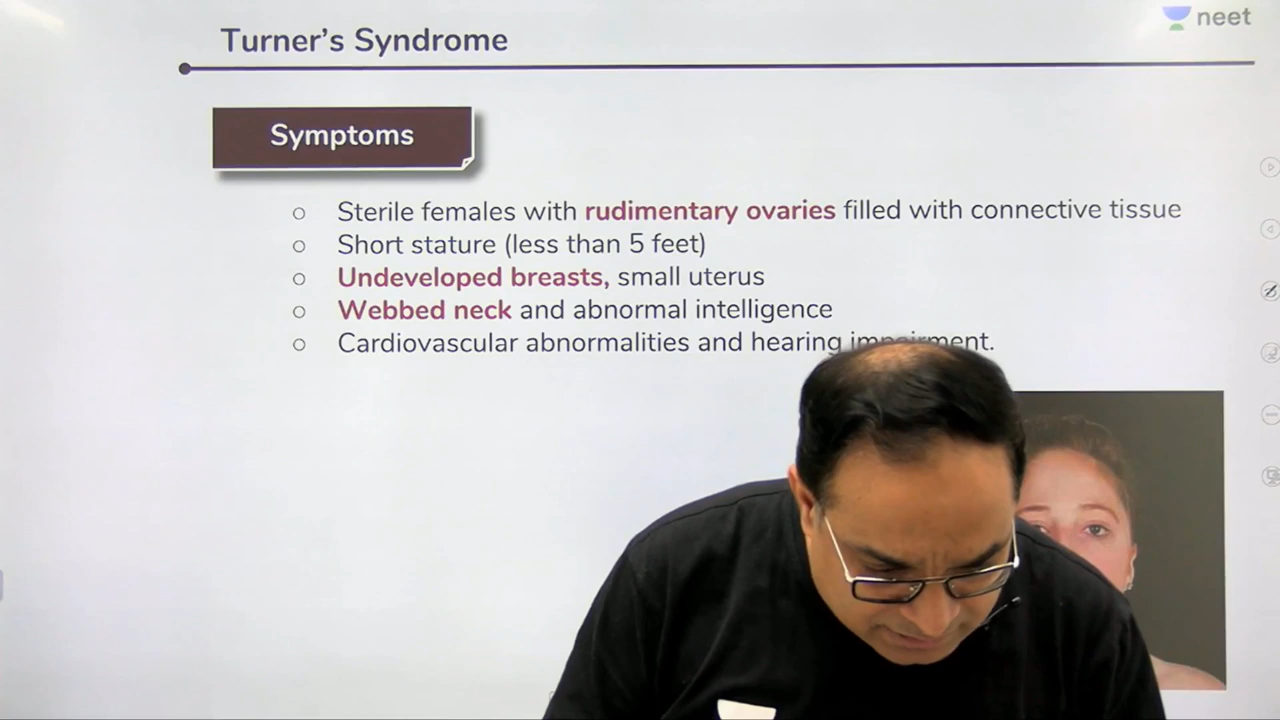 neet
Turner's Syndrome
Symptoms
Sterile females with rudimentary ovaries filled with connective tissue
Short stature (less than 5 feet)
Undeveloped breasts, small uterus
Webbed neck and abnormal intelligence
Cardiovascular abnormalities and hearing impairment.